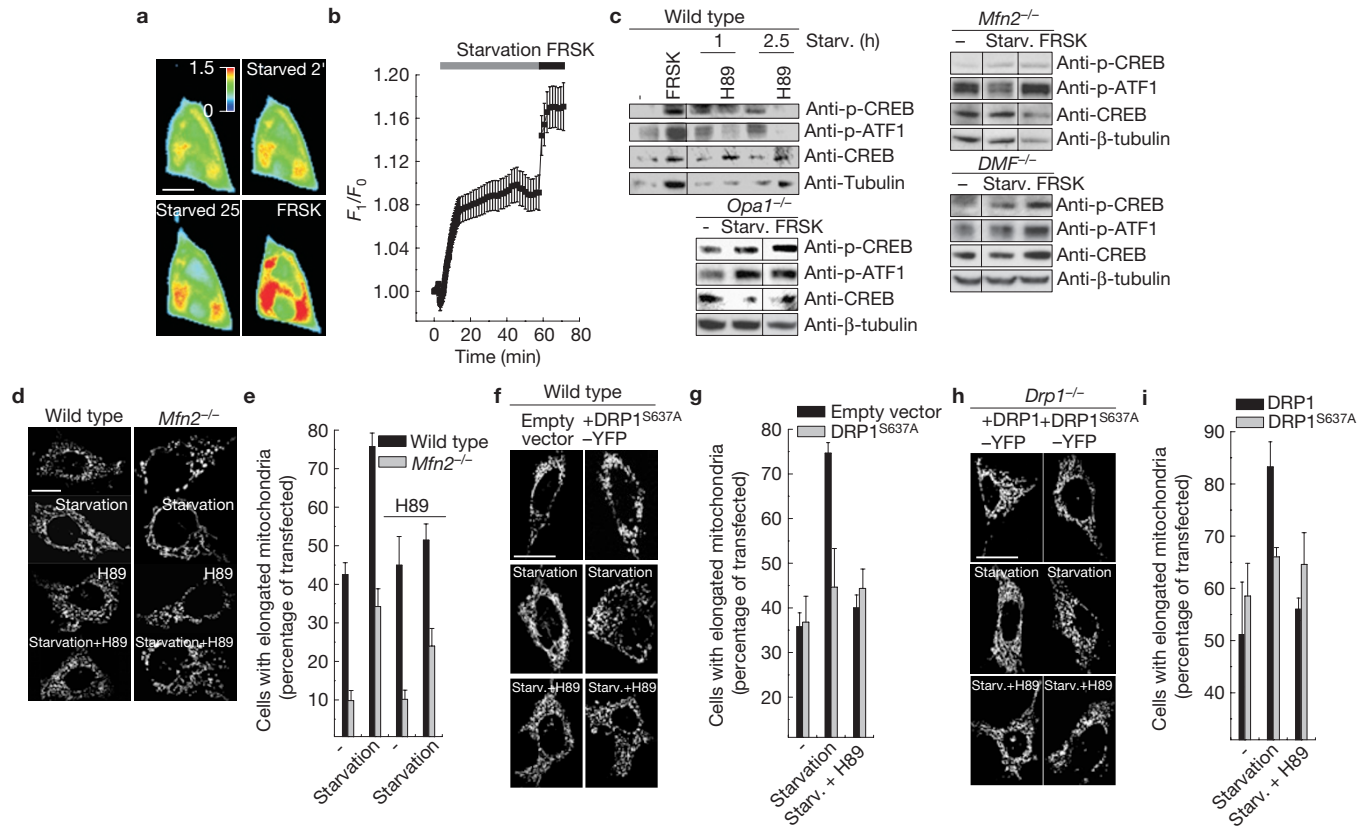 a
1.5
0
Starved 2'
Starved 25
FRSK
b
Starvation FRSK
F1/F0
1.20
1.16
1.12
1.08
1.04
1.00
0 20 40 60 80
Time (min)
c
Wild type
1 2.5 Starv. (h)
- FRSK H89 H89
Anti-p-CREB
Anti-p-ATF1
Anti-CREB
Anti-Tubulin
Opa1–/–
- Starv. FRSK
Anti-p-CREB
Anti-p-ATF1
Anti-CREB
Anti-β-tubulin
Mfn2–/–
– Starv. FRSK
Anti-p-CREB
Anti-p-ATF1
Anti-CREB
Anti-β-tubulin
DMF–/–
– Starv. FRSK
Anti-p-CREB
Anti-p-ATF1
Anti-CREB
Anti-β-tubulin
d
Wild type Mfn2–/–
Starvation Starvation
H89 H89
Starvation+H89 Starvation+H89
e
Cells with elongated mitochondria
(percentage of transfected)
80
70
60
50
40
30
20
10
Wild type
Mfn2–/–
H89
- Starvation - Starvation
f
Wild type
Empty vector +DRP1S637A –YFP
Starvation Starvation
Starv.+H89 Starv.+H89
g
Empty vector
DRP1S637A
Cells with elongated mitochondria
(percentage of transfected)
80
70
60
50
40
30
20
- Starvation Starv. + H89
h
Drp1–/–
+DRP1 –YFP +DRP1S637A –YFP
Starvation Starvation
Starv.+H89 Starv.+H89
i
DRP1
DRP1S637A
Cells with elongated mitochondria
(percentage of transfected)
90
80
70
60
50
40
- Starvation Starv. + H89